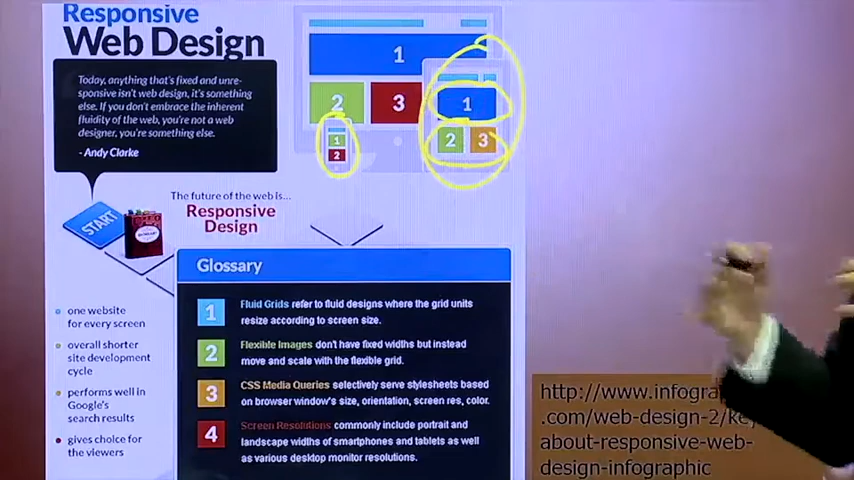 Responsive
Web Design
Today, anything that's fixed and unre-
sponsive isn't web design, it's something
else. If you don't embrace the inherent
fluidity of the web, you're not a web
designer, you're something else.
- Andy Clarke
1
2
3
1
2
3
1
2
START
The future of the web is...
Responsive
Design
one website
for every screen
overall shorter
site development
cycle
performs well in
Google's
search results
gives choice for
the viewers
Glossary
1 Fluid Grids refer to fluid designs where the grid units
resize according to screen size.
2 Flexible Images don't have fixed widths but instead
move and scale with the flexible grid.
3 CSS Media Queries selectively serve stylesheets based
on browser window's size, orientation, screen res, color.
4 Screen Resolutions commonly include portrait and
landscape widths of smartphones and tablets as well
as various desktop monitor resolutions.
http://www.infogra
.com/web-design-2/ke
about-responsive-web-
design-infographic